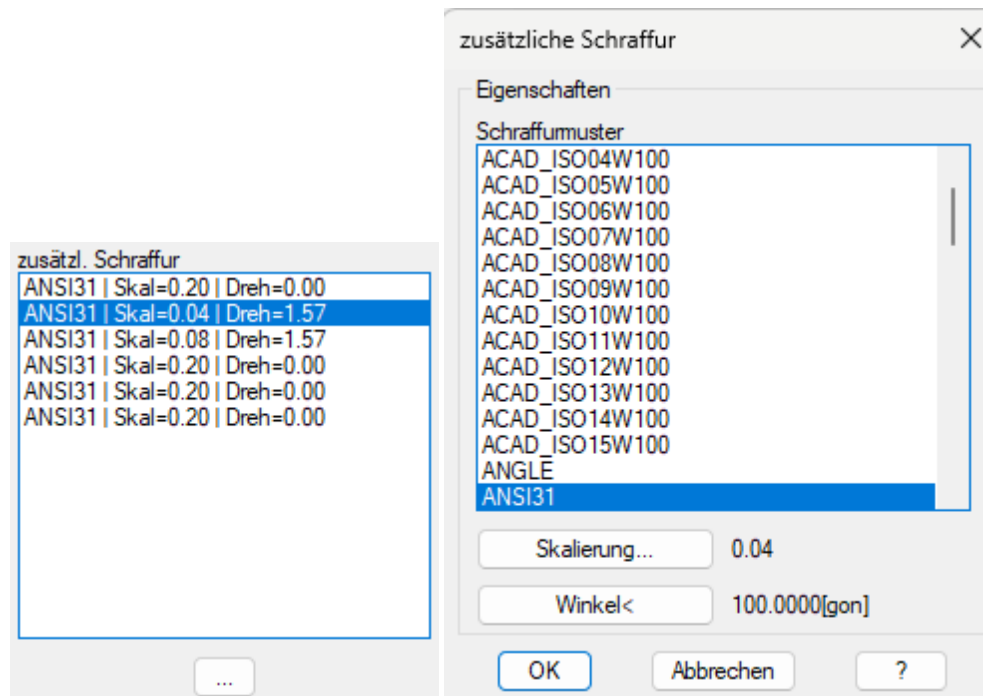 zusätzl. Schraffur
ANSI31 | Skal=0.20 | Dreh=0.00
ANSI31 | Skal=0.04 | Dreh=1.57
ANSI31 | Skal=0.08 | Dreh=1.57
ANSI31 | Skal=0.20 | Dreh=0.00
ANSI31 | Skal=0.20 | Dreh=0.00
ANSI31 | Skal=0.20 | Dreh=0.00
...
zusätzliche Schraffur
Eigenschaften
Schraffurmuster
ACAD_ISO04W100
ACAD_ISO05W100
ACAD_ISO06W100
ACAD_ISO07W100
ACAD_ISO08W100
ACAD_ISO09W100
ACAD_ISO10W100
ACAD_ISO11W100
ACAD_ISO12W100
ACAD_ISO13W100
ACAD_ISO14W100
ACAD_ISO15W100
ANGLE
ANSI31
Skalierung... 0.04
Winkel< 100.0000[gon]
OK Abbrechen ?